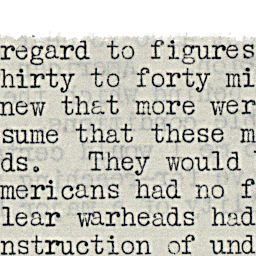 regard to figures
hirty to forty mi
new that more wer
sume that these m
ds. They would
mericans had no f
lear warheads had
nstruction of und